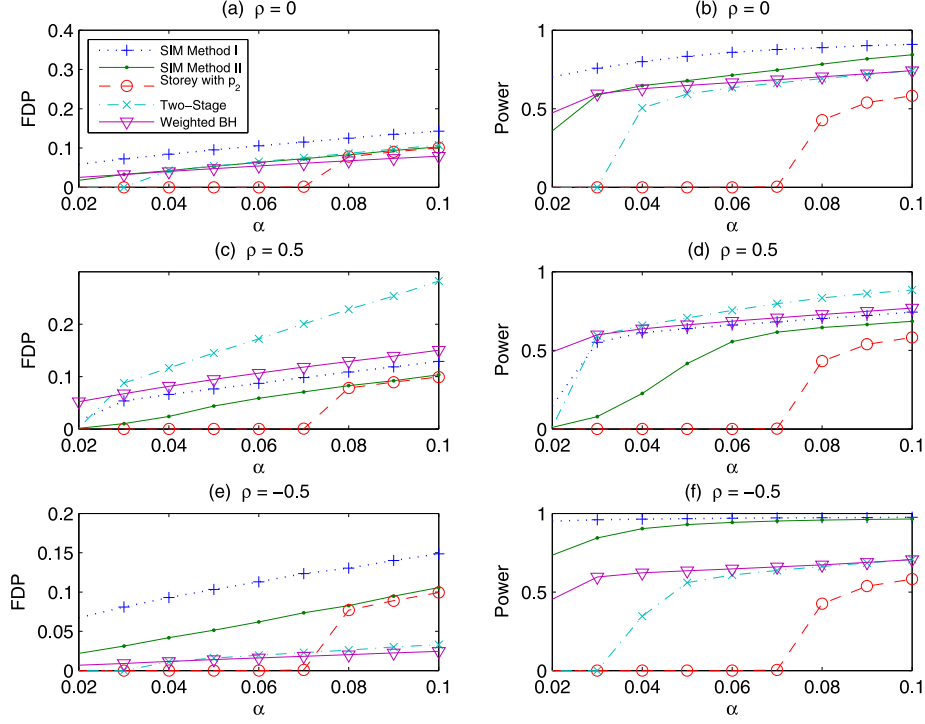 (a) ρ = 0
FDP
0.4
0.3
0.2
0.1
0
SIM Method I
SIM Method II
Storey with p2
Two−Stage
Weighted BH
0.02 0.04 0.06 0.08 0.1
α
(b) ρ = 0
Power
1
0.5
0
0.02 0.04 0.06 0.08 0.1
α
(c) ρ = 0.5
FDP
0.2
0.1
0
0.02 0.04 0.06 0.08 0.1
α
(d) ρ = 0.5
Power
1
0.5
0
0.02 0.04 0.06 0.08 0.1
α
(e) ρ = −0.5
FDP
0.2
0.15
0.1
0.05
0
0.02 0.04 0.06 0.08 0.1
α
(f) ρ = −0.5
Power
1
0.5
0
0.02 0.04 0.06 0.08 0.1
α